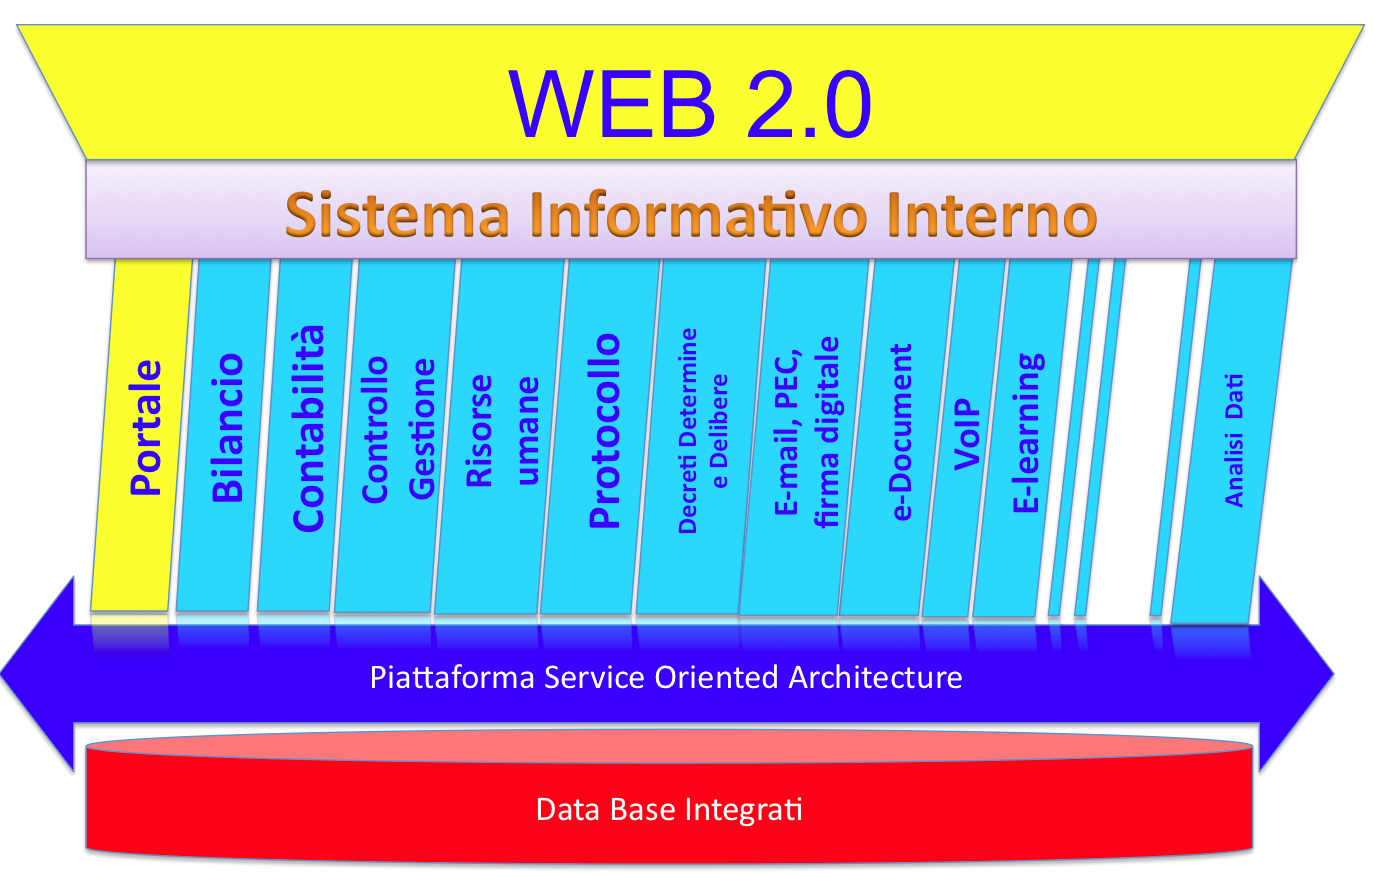 WEB 2.0
Sistema Informativo Interno
Portale
Bilancio
Contabilità
Controllo
Gestione
Risorse
umane
Protocollo
Decreti Determine
e Delibere
E-mail, PEC,
firma digitale
e-Document
VoIP
E-learning
Analisi Dati
Piattaforma Service Oriented Architecture
Data Base Integrati